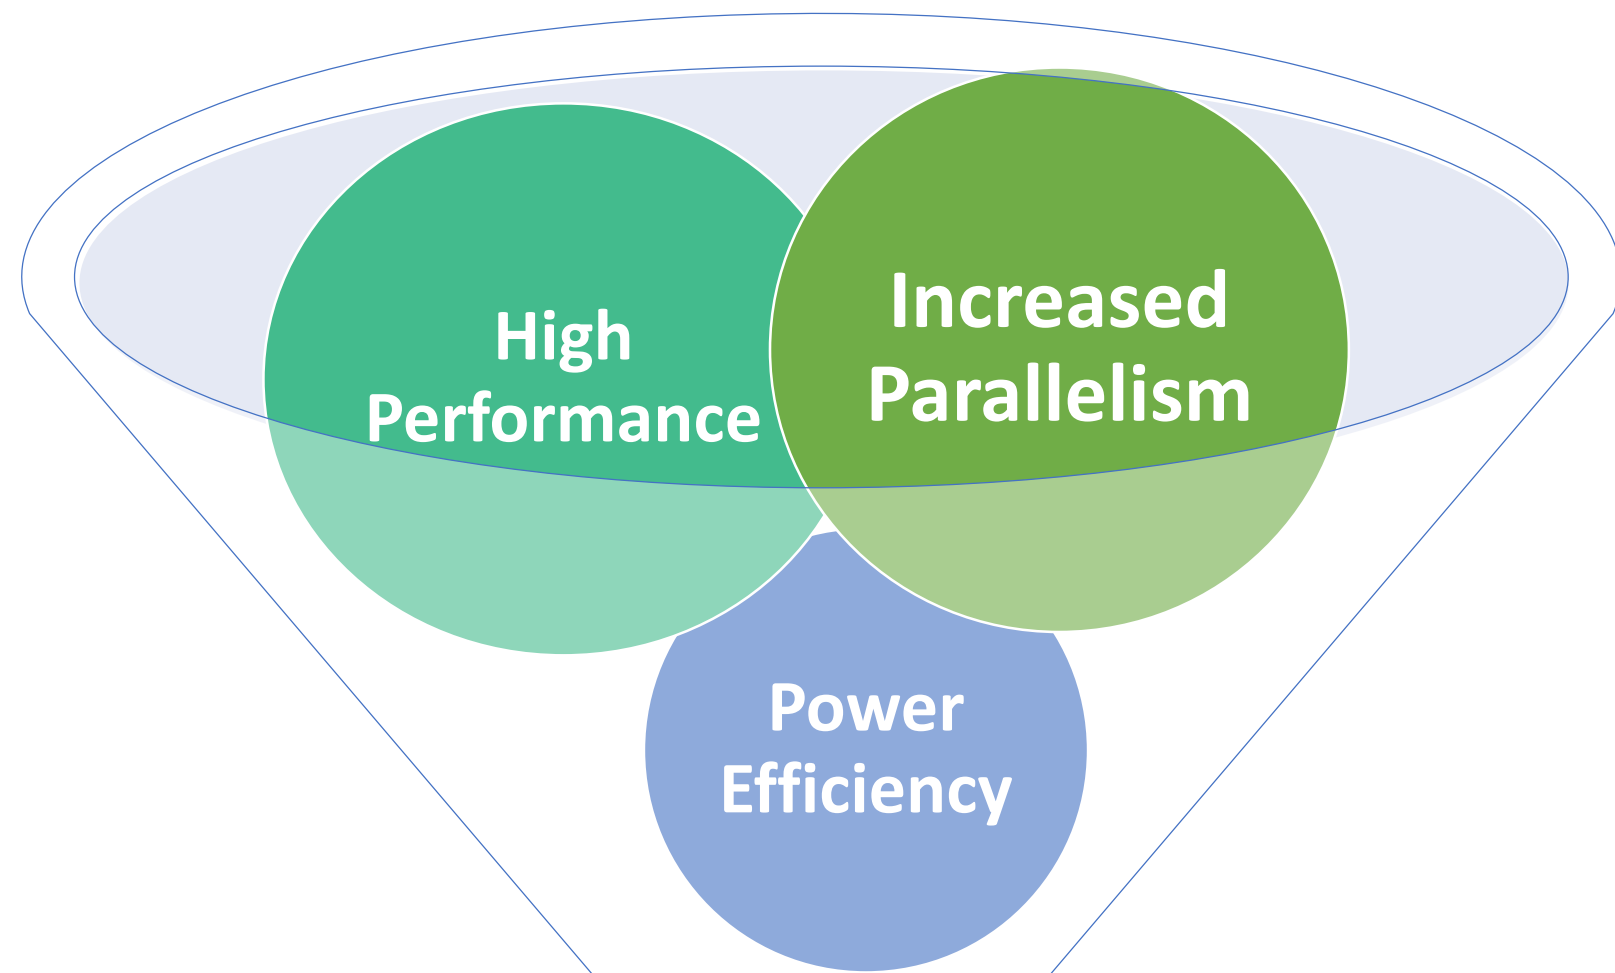 High
Performance
Increased
Parallelism
Power
Efficiency